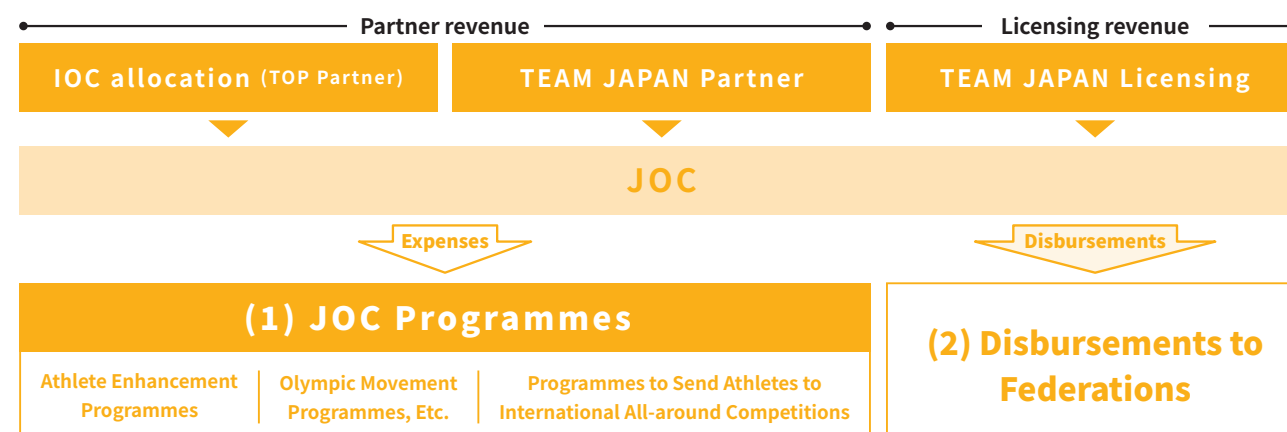 Partner revenue
Licensing revenue
IOC allocation (TOP Partner)
TEAM JAPAN Partner
TEAM JAPAN Licensing
JOC
Expenses
Disbursements
(1) JOC Programmes
Athlete Enhancement
Programmes
Olympic Movement
Programmes, Etc.
Programmes to Send Athletes to
International All-around Competitions
(2) Disbursements to
Federations